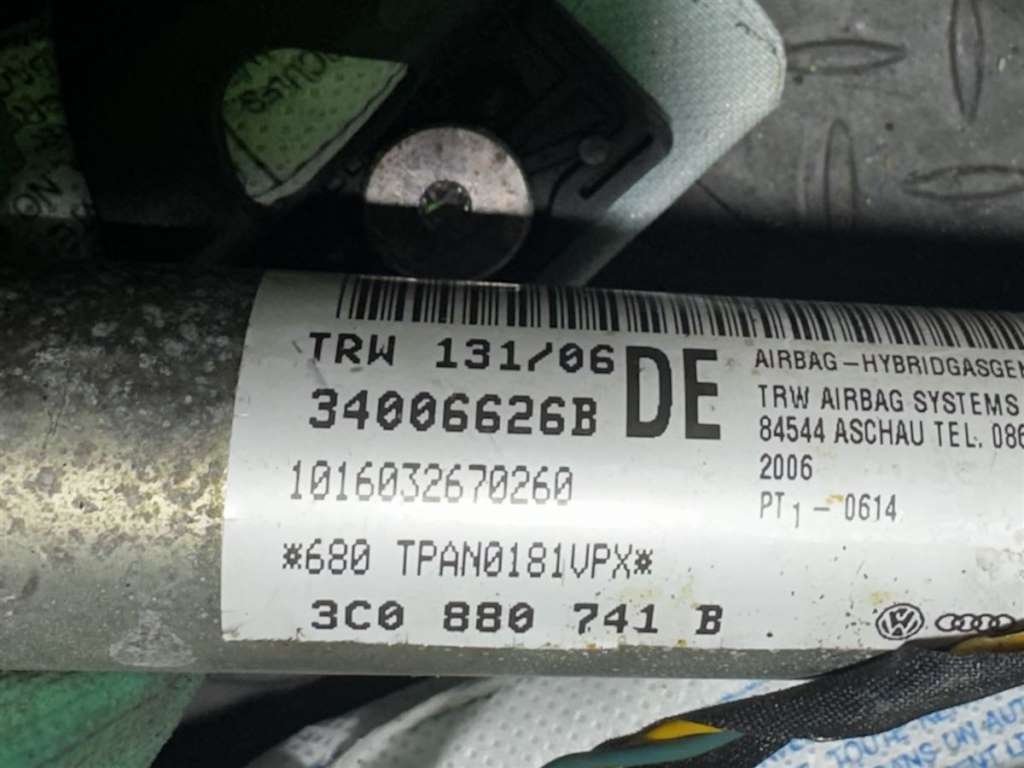 TRW 131/06
34006626B
DE
1016032670260
*680 TPAN0181VPX*
3C0 880 741 B
AIRBAG-HYBRIDGASGEN
TRW AIRBAG SYSTEMS
84544 ASCHAU TEL. 086
2006
PT1-0614